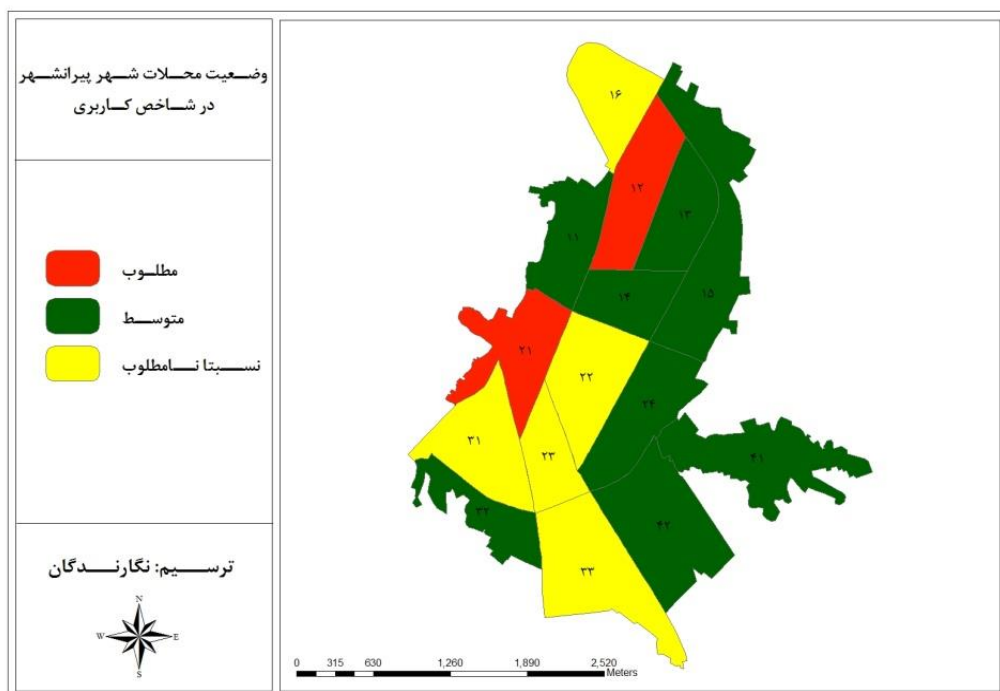 وضعیت محلات شهر پیرانشهر
در شاخص کاربری
مطلوب
متوسط
نسبتا نامطلوب
ترسیم: نگارندگان
N
W E
S
۱۶
۱۲
۱۳
۱۱
۱۴
۱۵
۲۱
۲۲
۲۴
۳۱
۲۳
۴۱
۳۲
۴۲
۳۳
0 315 630 1,260 1,890 2,520
Meters